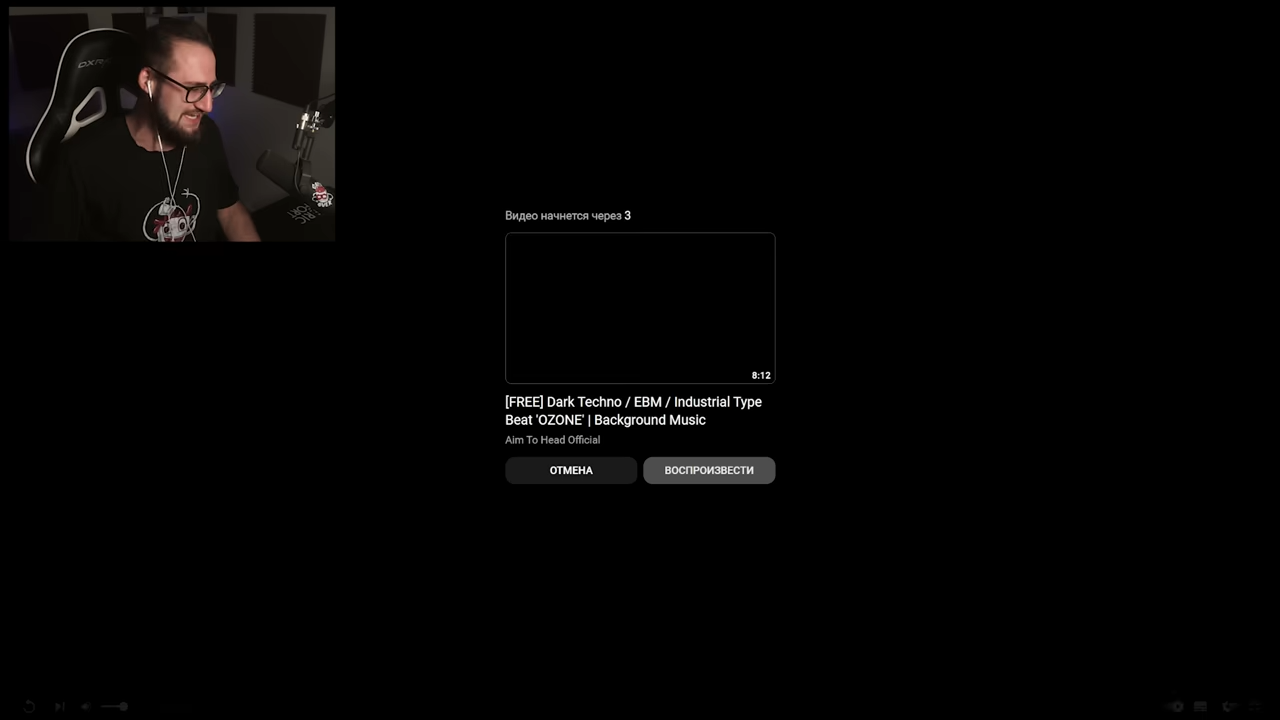 Видео начнется через 3
8:12
[FREE] Dark Techno / EBM / Industrial Type
Beat 'OZONE' | Background Music
Aim To Head Official
ОТМЕНА
ВОСПРОИЗВЕСТИ